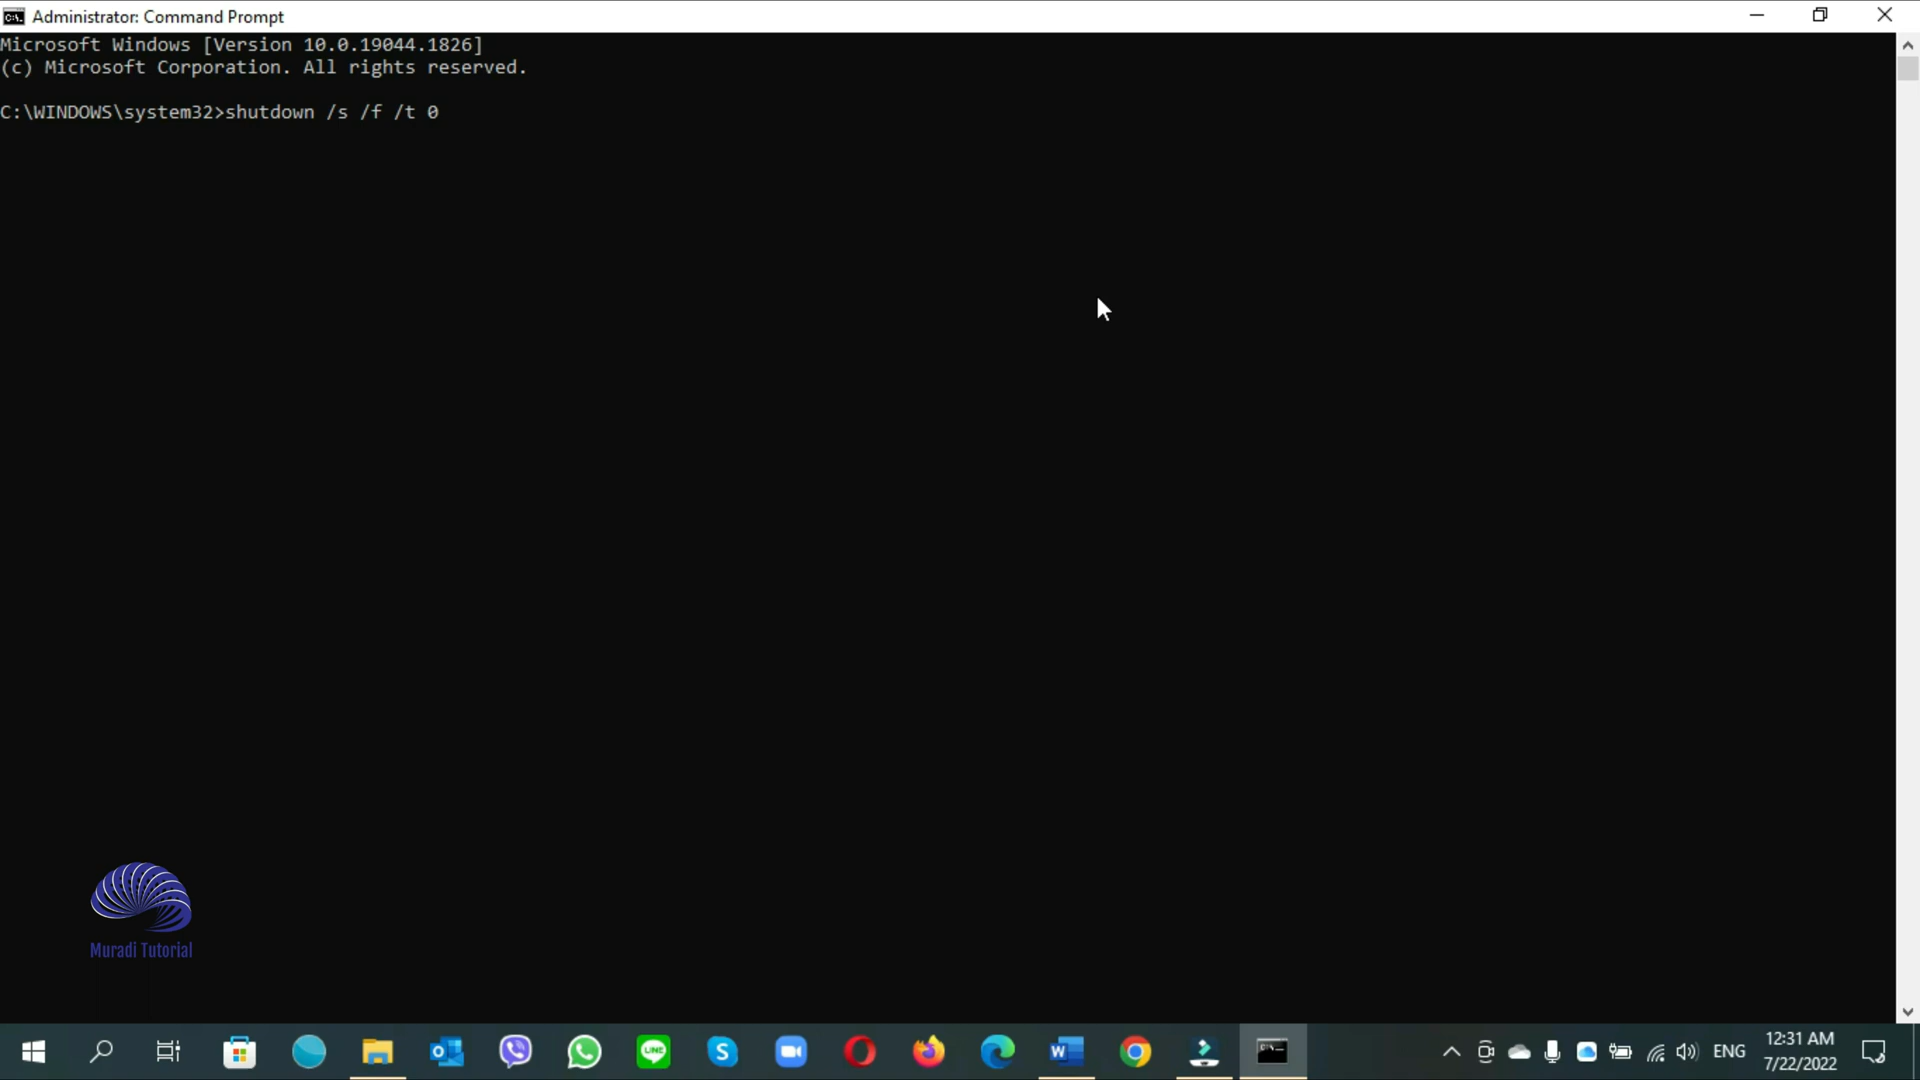 Administrator: Command Prompt
Microsoft Windows [Version 10.0.19044.1826]
(c) Microsoft Corporation. All rights reserved.
C:\WINDOWS\system32>shutdown /s /f /t 0
Muradi Tutorial
LINE
ENG
12:31 AM
7/22/2022